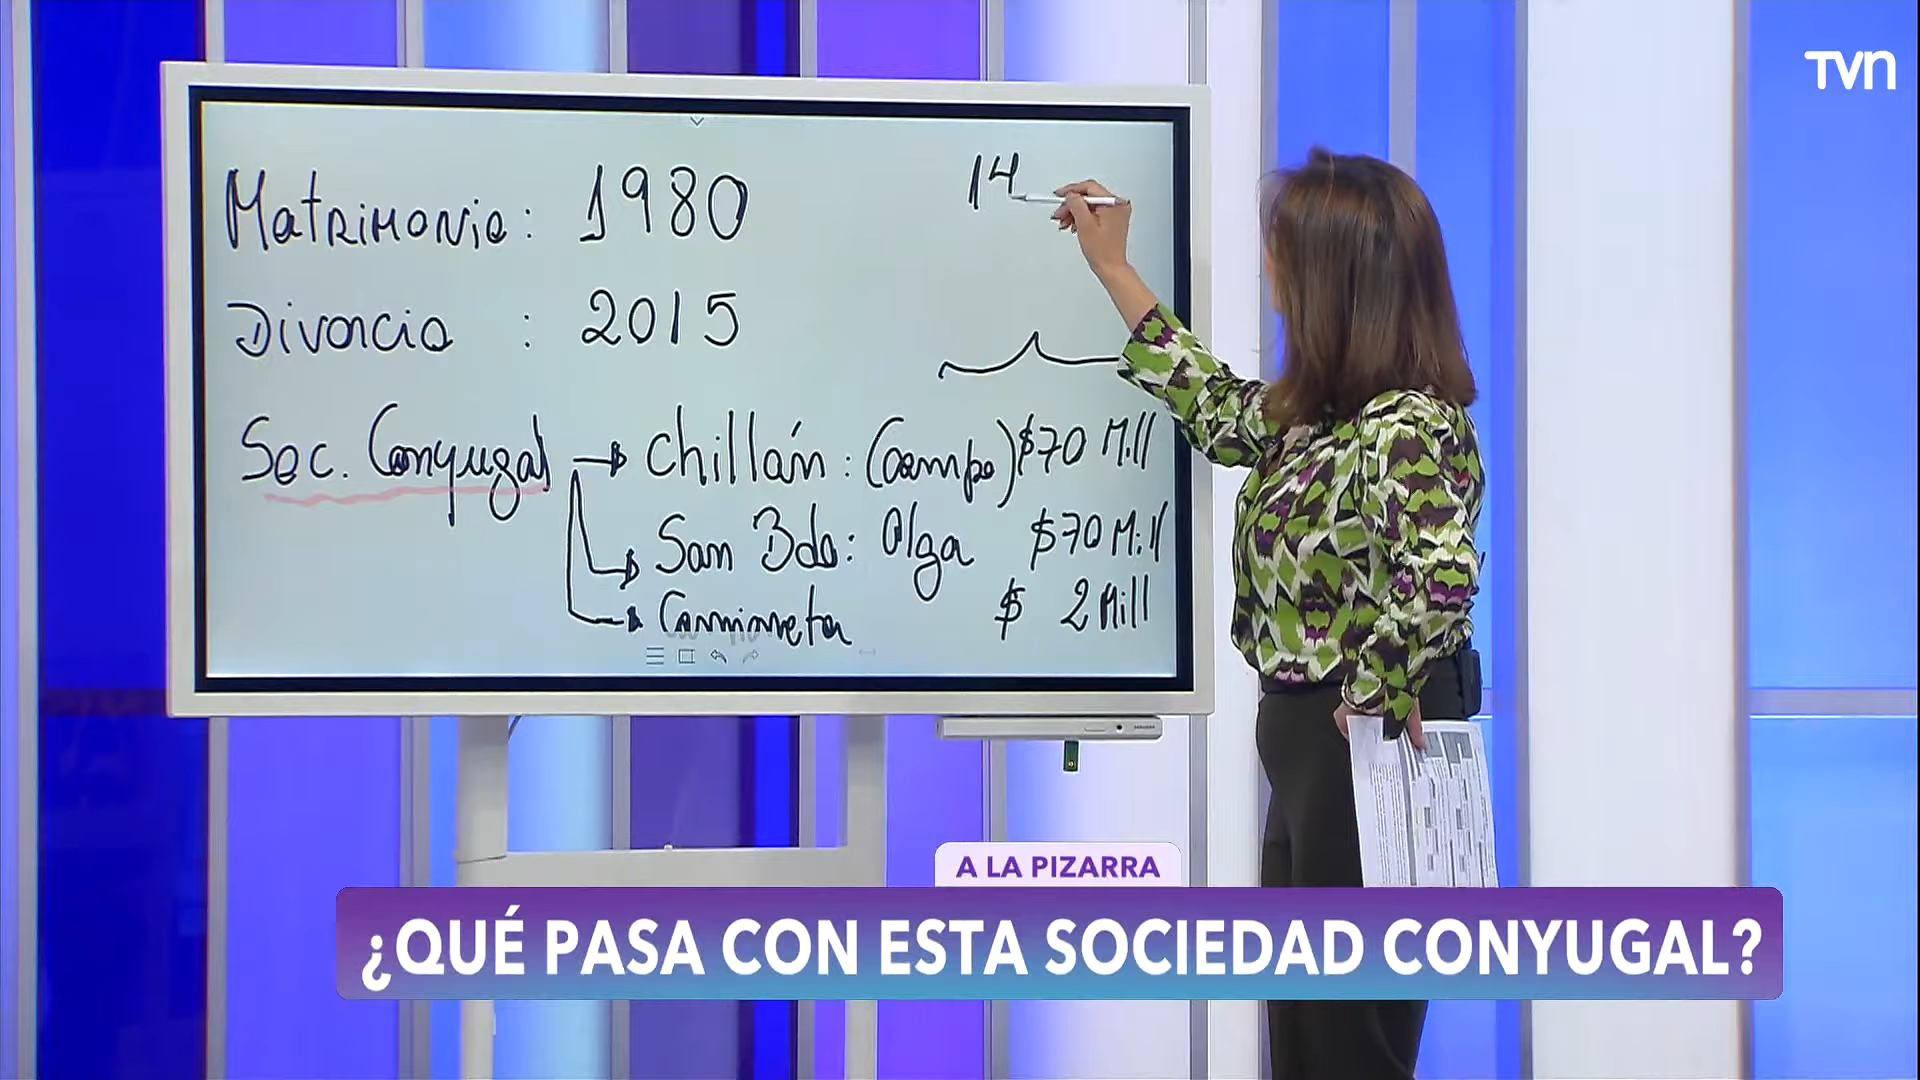 TVN
Matrimonio: 1980
14
Divorcio : 2015
Soc. Conyugal → Chillán: (Campo) $70 Mill
San Bdo: Olga $70 Mill
Camioneta $ 2 Mill
A LA PIZARRA
¿QUÉ PASA CON ESTA SOCIEDAD CONYUGAL?